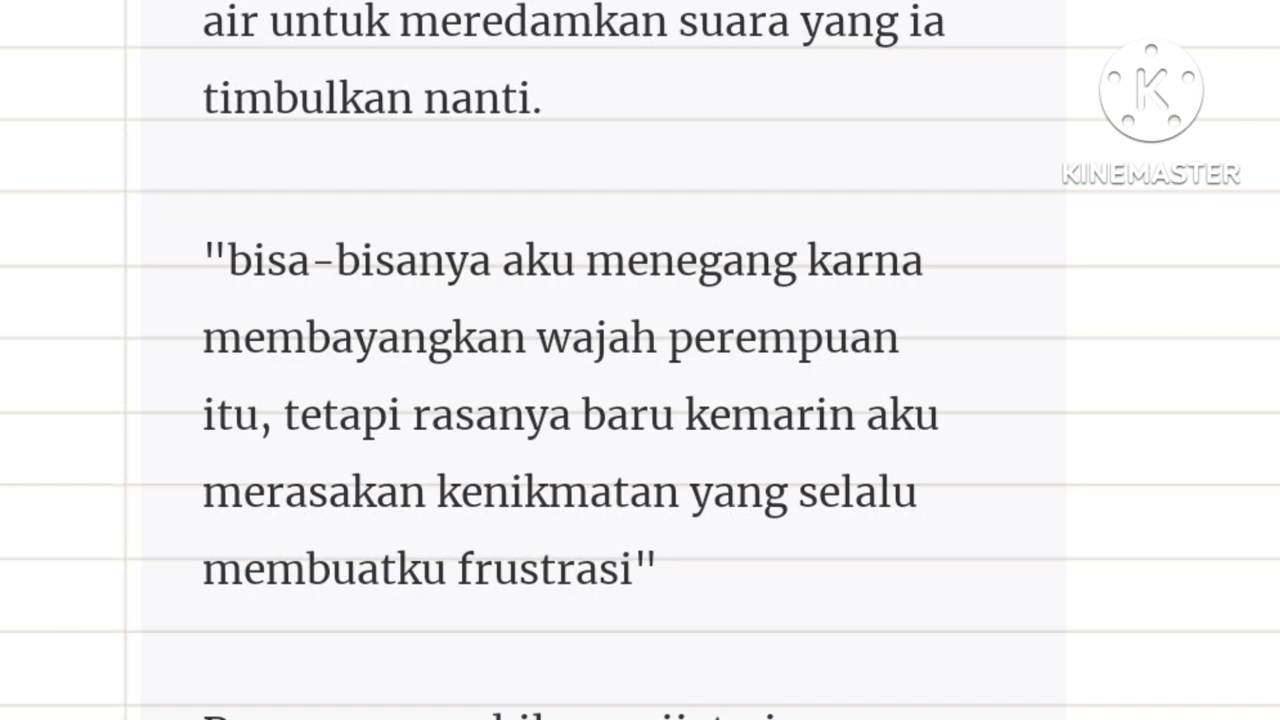 air untuk meredamkan suara yang ia
timbulkan nanti.
"bisa-bisanya aku menegang karna
membayangkan wajah perempuan
itu, tetapi rasanya baru kemarin aku
merasakan kenikmatan yang selalu
membuatku frustrasi"
KINEMASTER